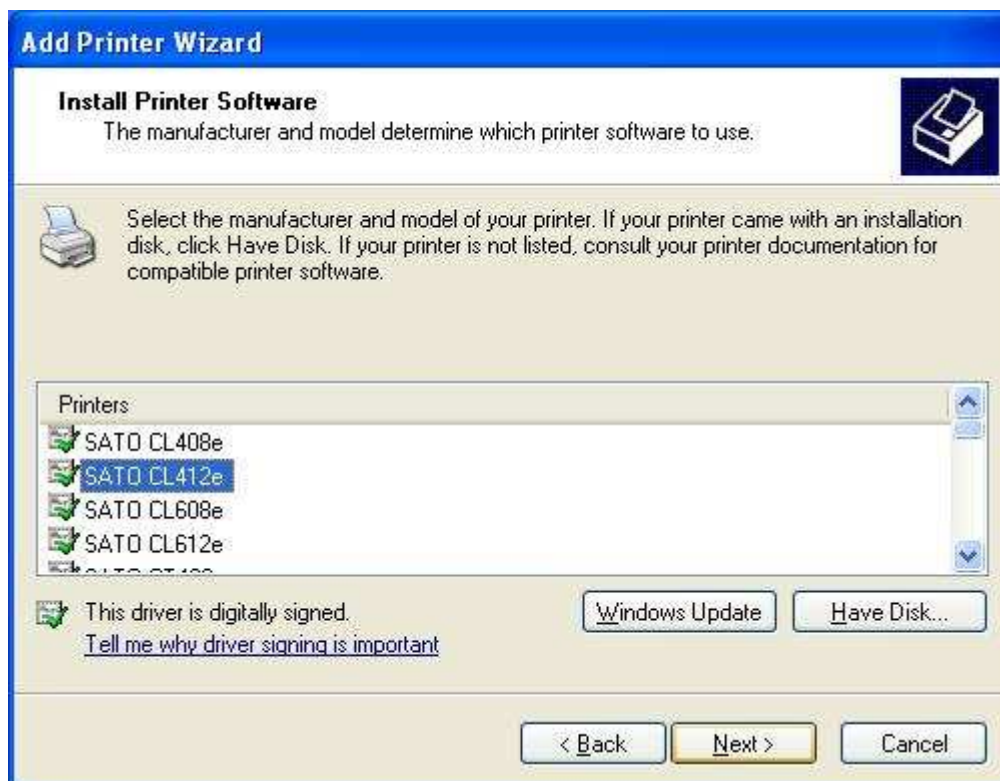 Add Printer Wizard
Install Printer Software
The manufacturer and model determine which printer software to use.
Select the manufacturer and model of your printer. If your printer came with an installation
disk, click Have Disk. If your printer is not listed, consult your printer documentation for
compatible printer software.
Printers
SATO CL408e
SATO CL412e
SATO CL608e
SATO CL612e
This driver is digitally signed.
Windows Update
Have Disk...
Tell me why driver signing is important
< Back
Next >
Cancel